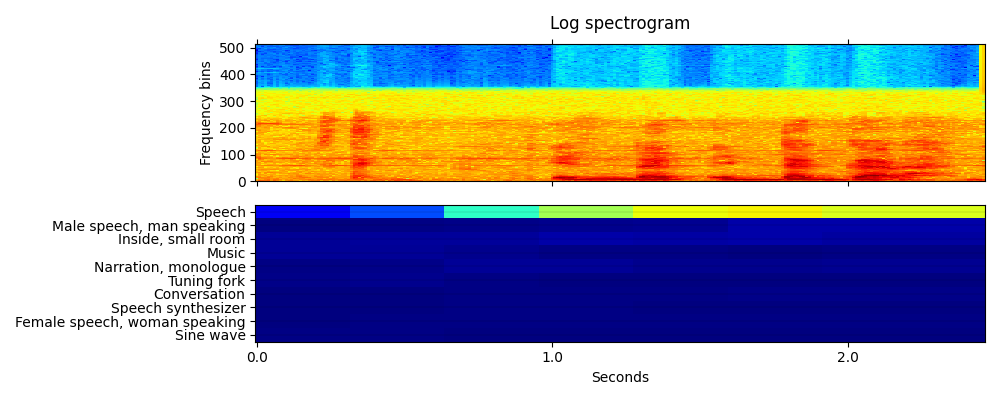 Log spectrogram
Frequency bins
500
400
300
200
100
0
Speech
Male speech, man speaking
Inside, small room
Music
Narration, monologue
Tuning fork
Conversation
Speech synthesizer
Female speech, woman speaking
Sine wave
0.0 1.0 2.0
Seconds